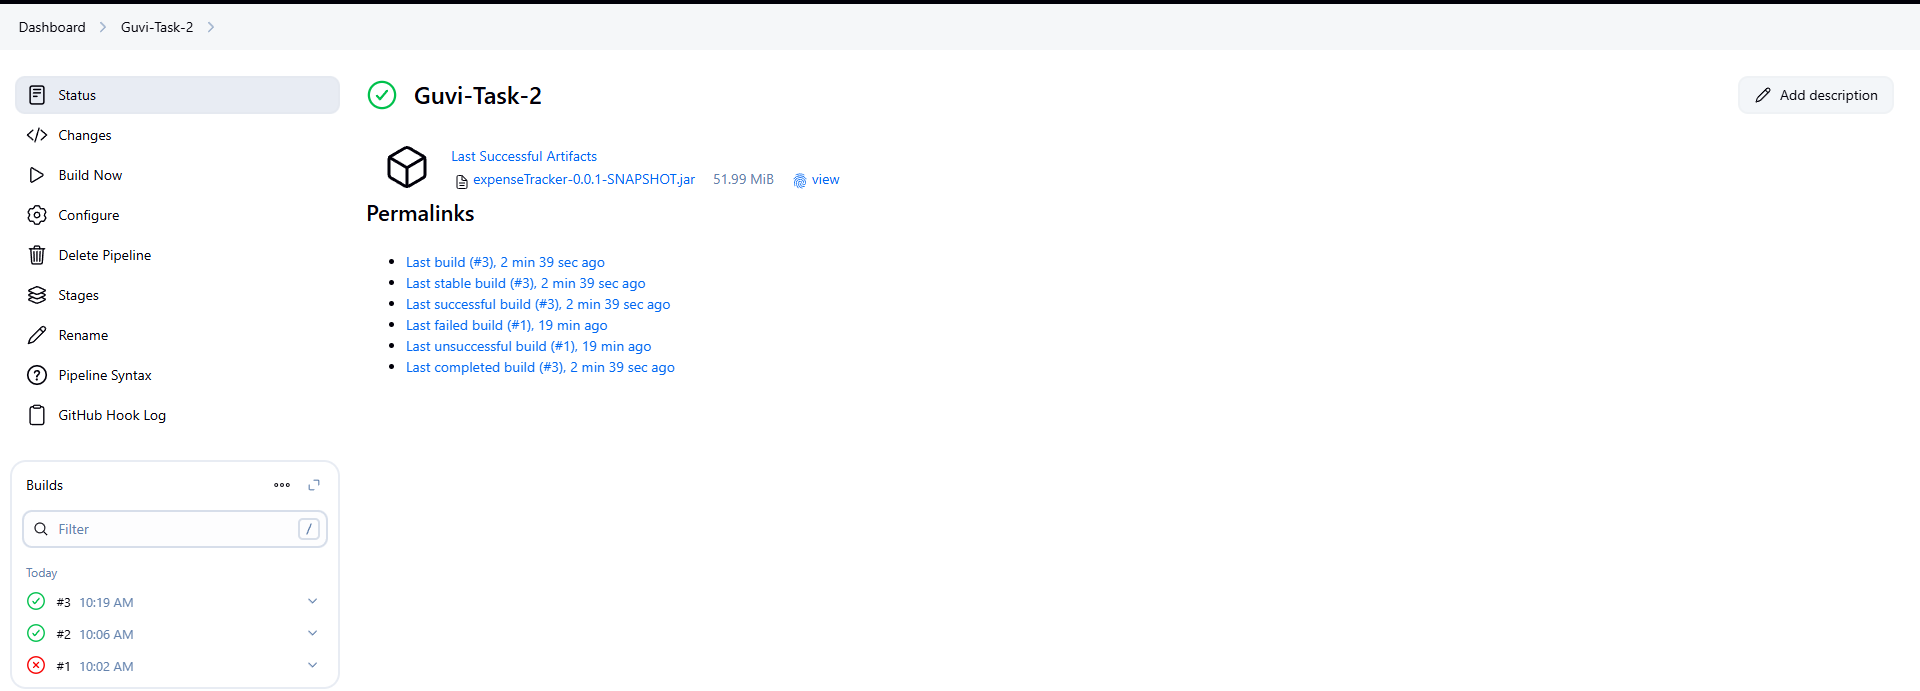 Dashboard > Guvi-Task-2 >
Status
Changes
Build Now
Configure
Delete Pipeline
Stages
Rename
Pipeline Syntax
GitHub Hook Log
Builds
Filter /
Today
#3 10:19 AM
#2 10:06 AM
#1 10:02 AM
Guvi-Task-2
Add description
Last Successful Artifacts
expenseTracker-0.0.1-SNAPSHOT.jar 51.99 MiB view
Permalinks
Last build (#3), 2 min 39 sec ago
Last stable build (#3), 2 min 39 sec ago
Last successful build (#3), 2 min 39 sec ago
Last failed build (#1), 19 min ago
Last unsuccessful build (#1), 19 min ago
Last completed build (#3), 2 min 39 sec ago